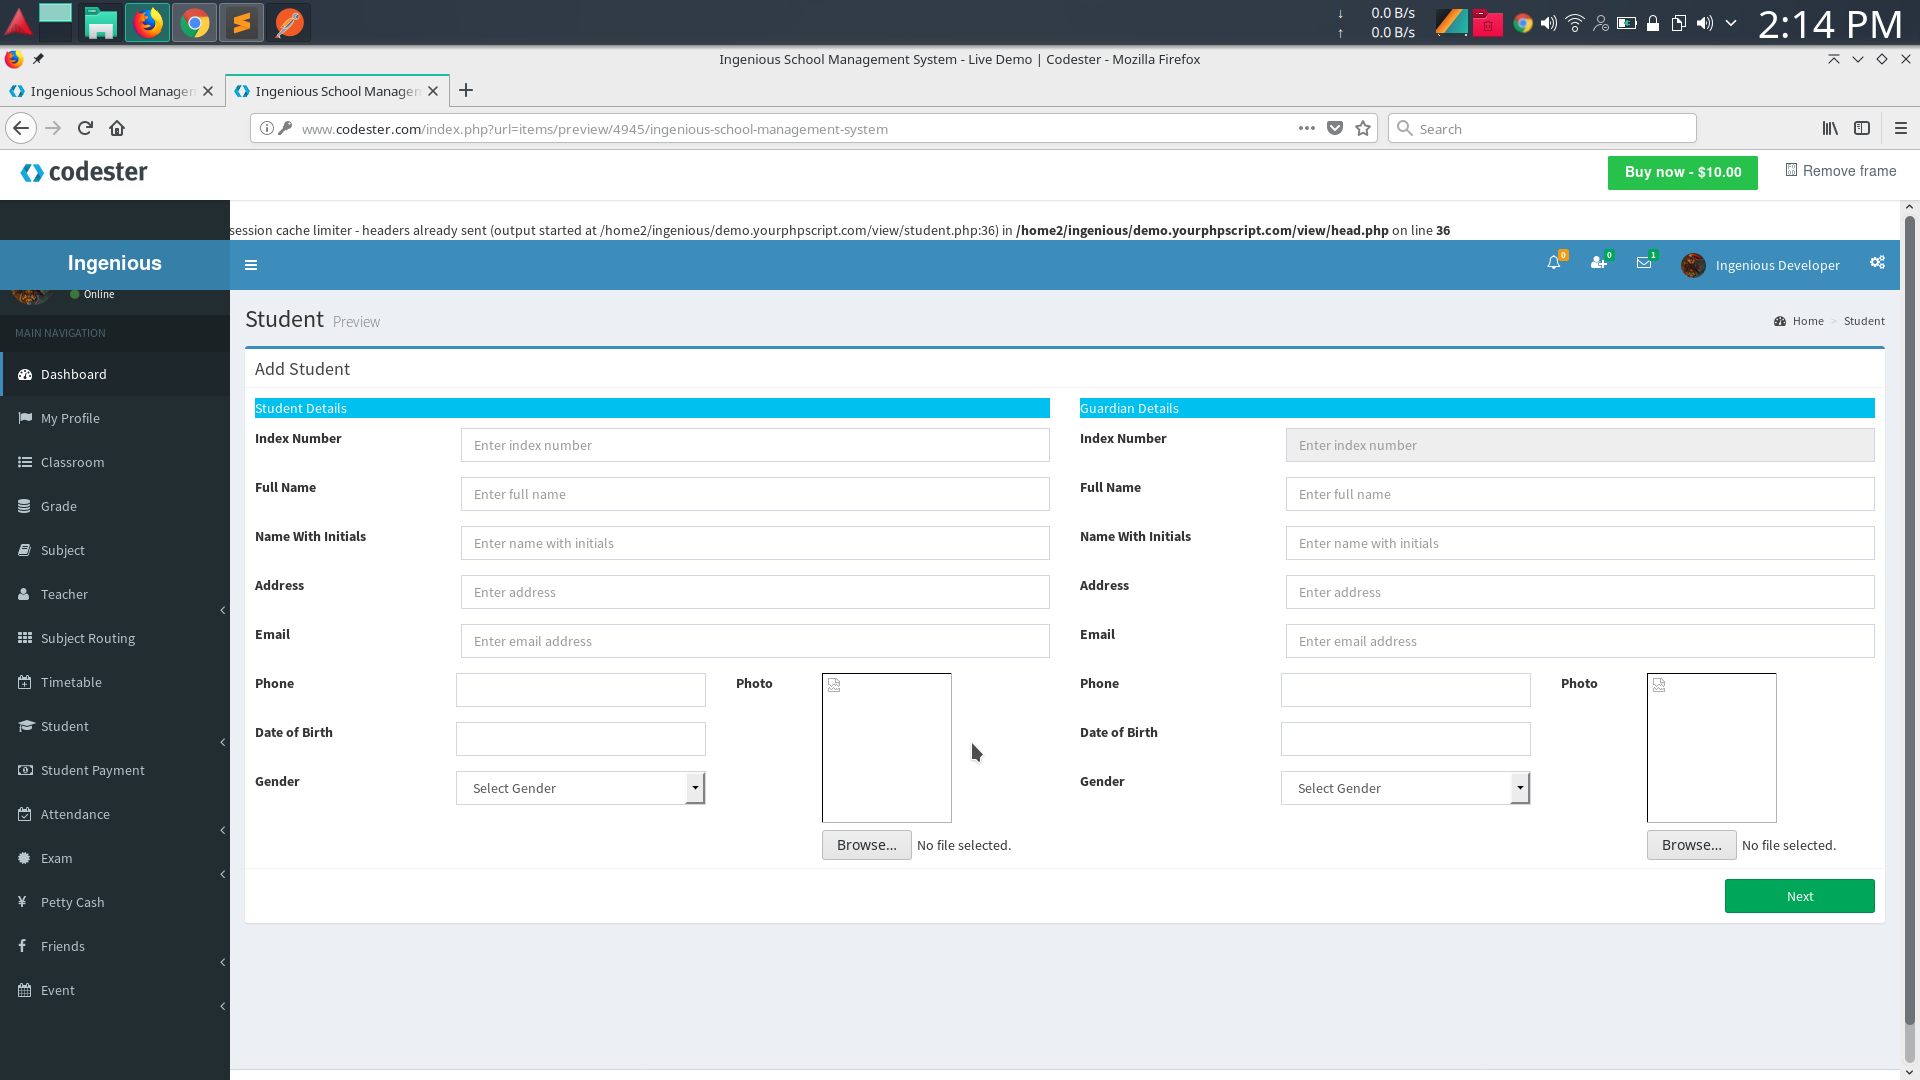 ↓ 0.0 B/s
↑ 0.0 B/s
2:14 PM
Ingenious School Management System - Live Demo | Codester - Mozilla Firefox
Ingenious School Managen
Ingenious School Managen
www.codester.com/index.php?url=items/preview/4945/ingenious-school-management-system
Search
codester
Buy now - $10.00
Remove frame
session cache limiter - headers already sent (output started at /home2/ingenious/demo.yourphpscript.com/view/student.php:36) in /home2/ingenious/demo.yourphpscript.com/view/head.php on line 36
Ingenious
0
0
1
Ingenious Developer
Online
Student Preview
Home > Student
MAIN NAVIGATION
Dashboard
My Profile
Classroom
Grade
Subject
Teacher
Subject Routing
Timetable
Student
Student Payment
Attendance
Exam
Petty Cash
Friends
Event
Add Student
Student Details
Index Number
Enter index number
Full Name
Enter full name
Name With Initials
Enter name with initials
Address
Enter address
Email
Enter email address
Phone
Photo
Date of Birth
Gender
Select Gender
Browse... No file selected.
Guardian Details
Index Number
Enter index number
Full Name
Enter full name
Name With Initials
Enter name with initials
Address
Enter address
Email
Enter email address
Phone
Photo
Date of Birth
Gender
Select Gender
Browse... No file selected.
Next